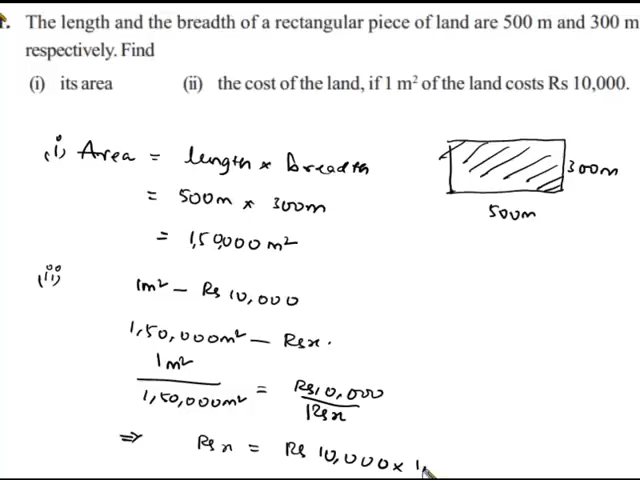 1. The length and the breadth of a rectangular piece of land are 500 m and 300 m
respectively. Find
(i) its area (ii) the cost of the land, if 1 m² of the land costs Rs 10,000.
(i) Area = length × breadth
= 500m × 300m
= 1,50,000 m²
300m
500m
(ii)
1m² — Rs 10,000
1,50,000m² — Rs x.
1m² / 1,50,000m² = Rs 10,000 / Rs x
⇒ Rs x = Rs 10,000 × 1,